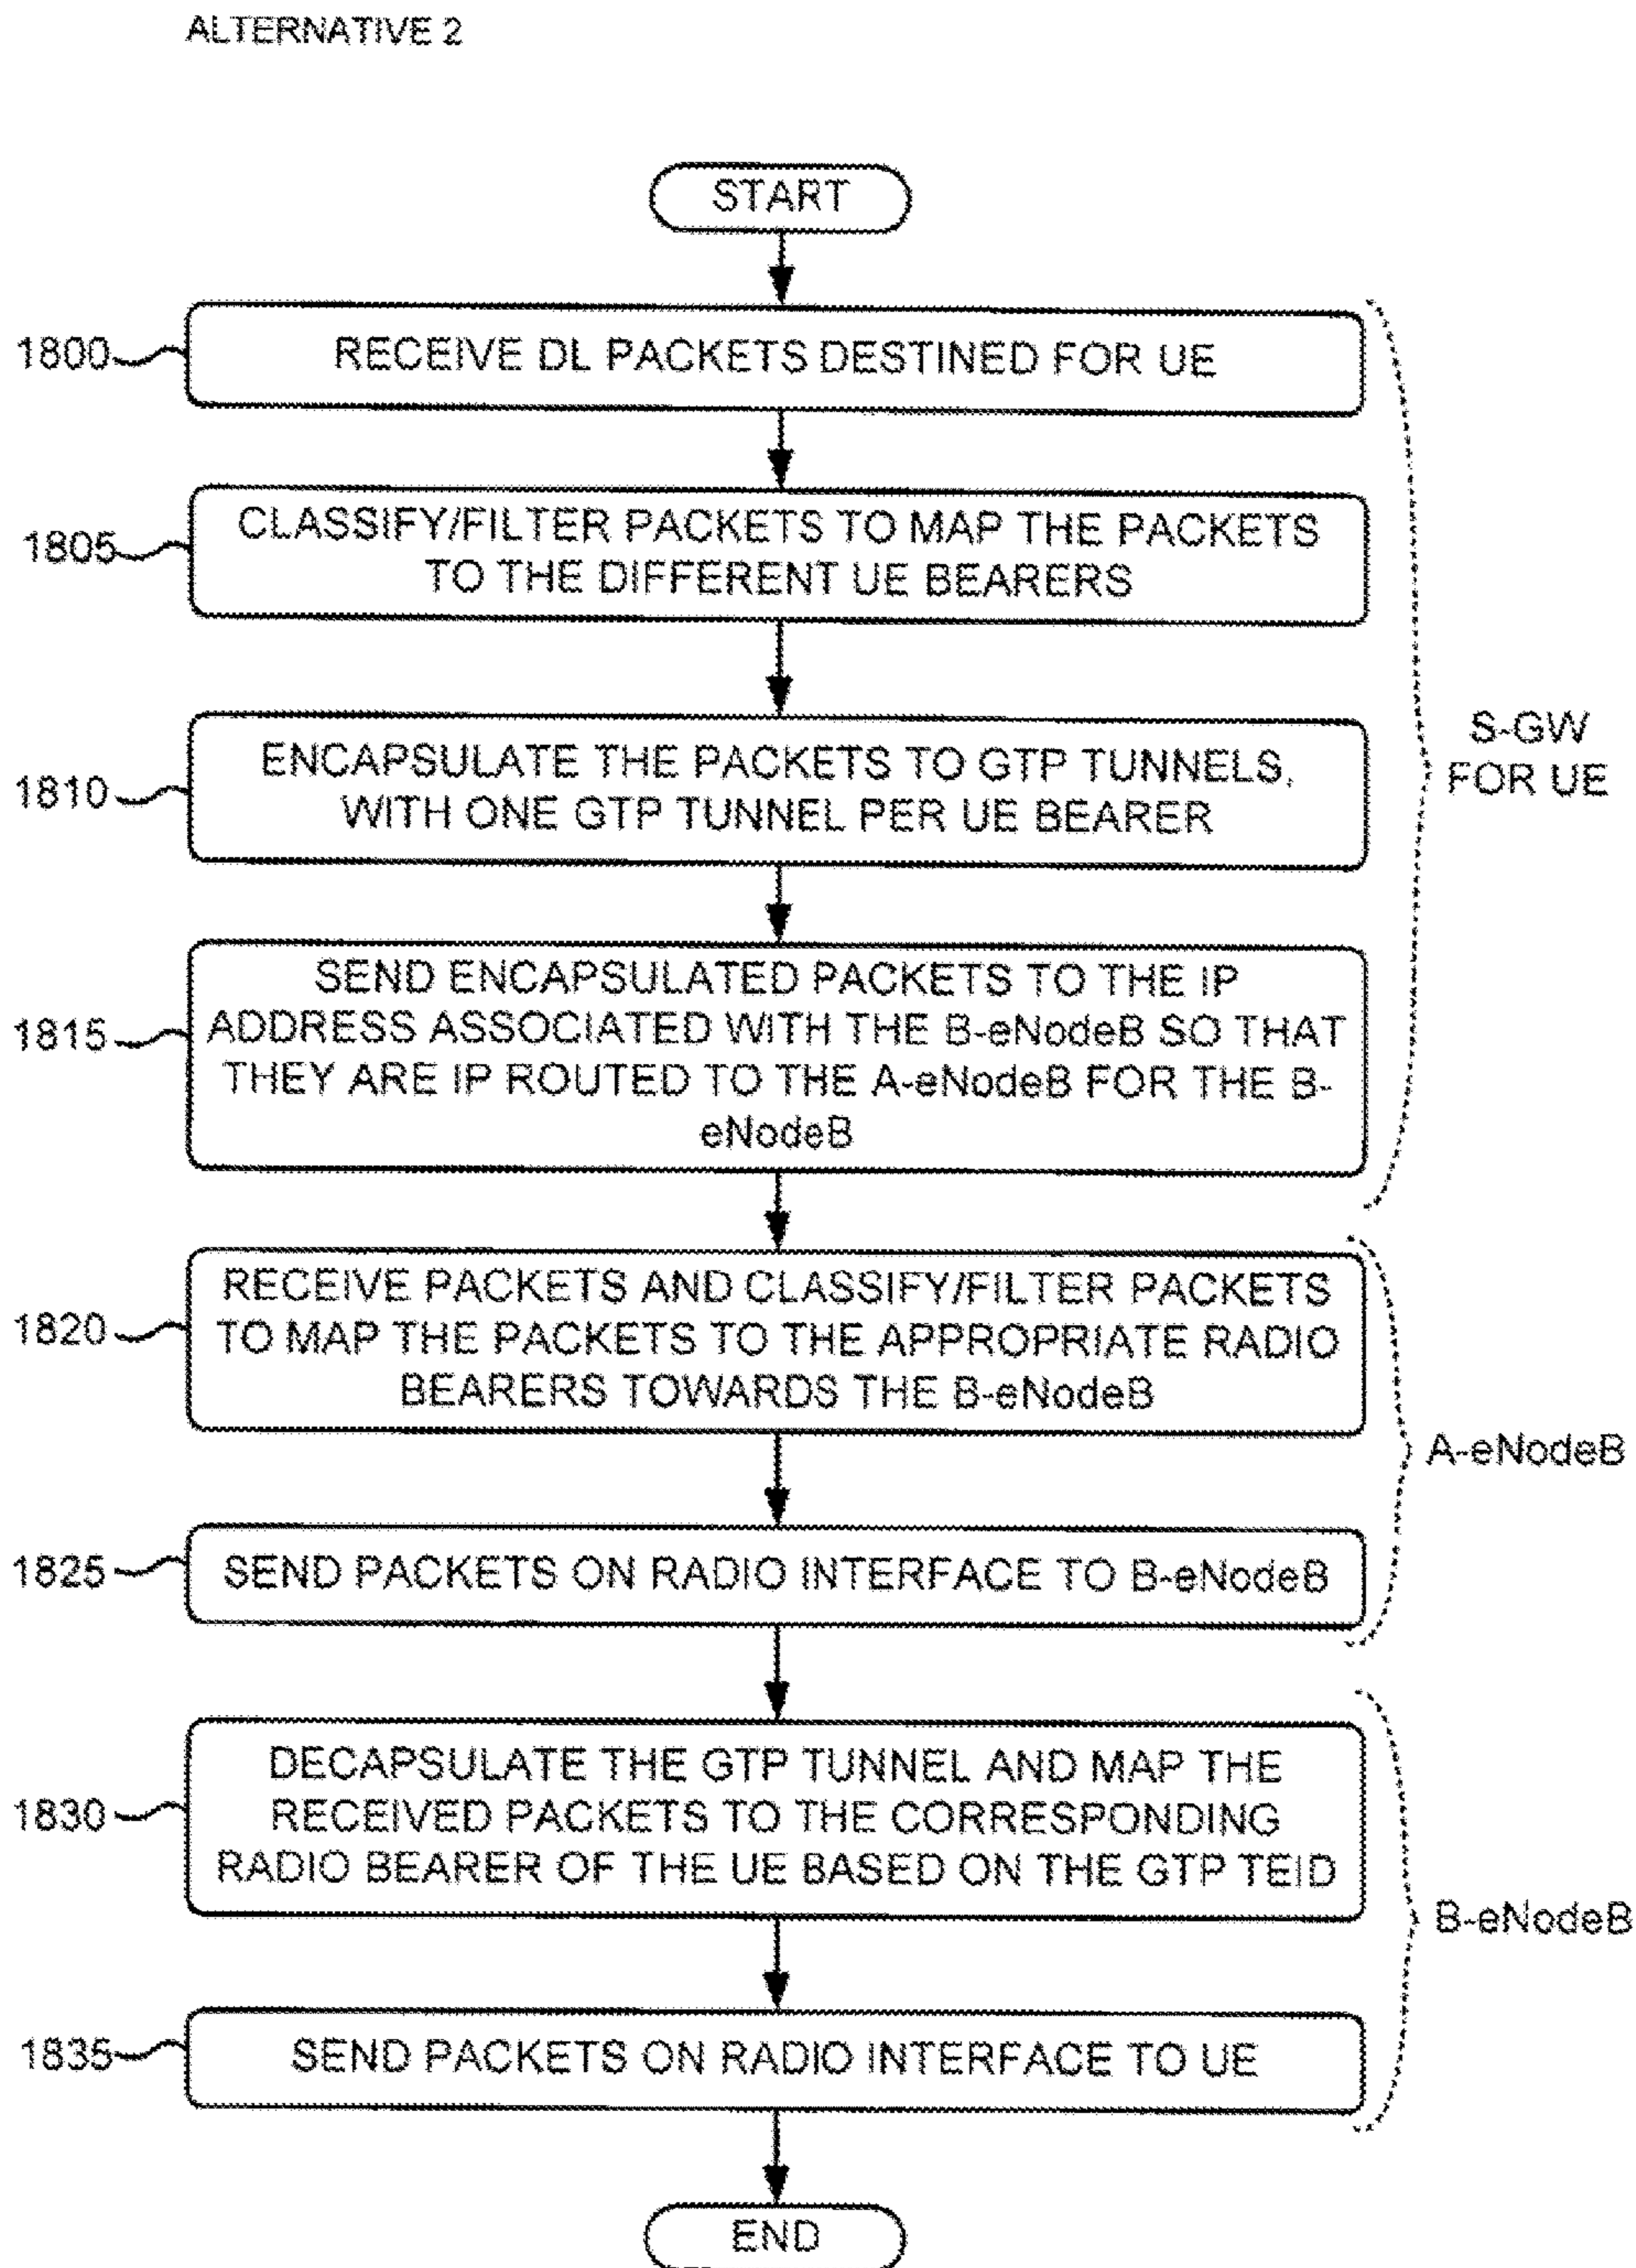 ALTERNATIVE 2
START
1800
RECEIVE DL PACKETS DESTINED FOR UE
1805
CLASSIFY/FILTER PACKETS TO MAP THE PACKETS
TO THE DIFFERENT UE BEARERS
1810
ENCAPSULATE THE PACKETS TO GTP TUNNELS,
WITH ONE GTP TUNNEL PER UE BEARER
S-GW
FOR UE
1815
SEND ENCAPSULATED PACKETS TO THE IP
ADDRESS ASSOCIATED WITH THE B-eNodeB SO THAT
THEY ARE IP ROUTED TO THE A-eNodeB FOR THE B-
eNodeB
1820
RECEIVE PACKETS AND CLASSIFY/FILTER PACKETS
TO MAP THE PACKETS TO THE APPROPRIATE RADIO
BEARERS TOWARDS THE B-eNodeB
A-eNodeB
1825
SEND PACKETS ON RADIO INTERFACE TO B-eNodeB
1830
DECAPSULATE THE GTP TUNNEL AND MAP THE
RECEIVED PACKETS TO THE CORRESPONDING
RADIO BEARER OF THE UE BASED ON THE GTP TEID
B-eNodeB
1835
SEND PACKETS ON RADIO INTERFACE TO UE
END